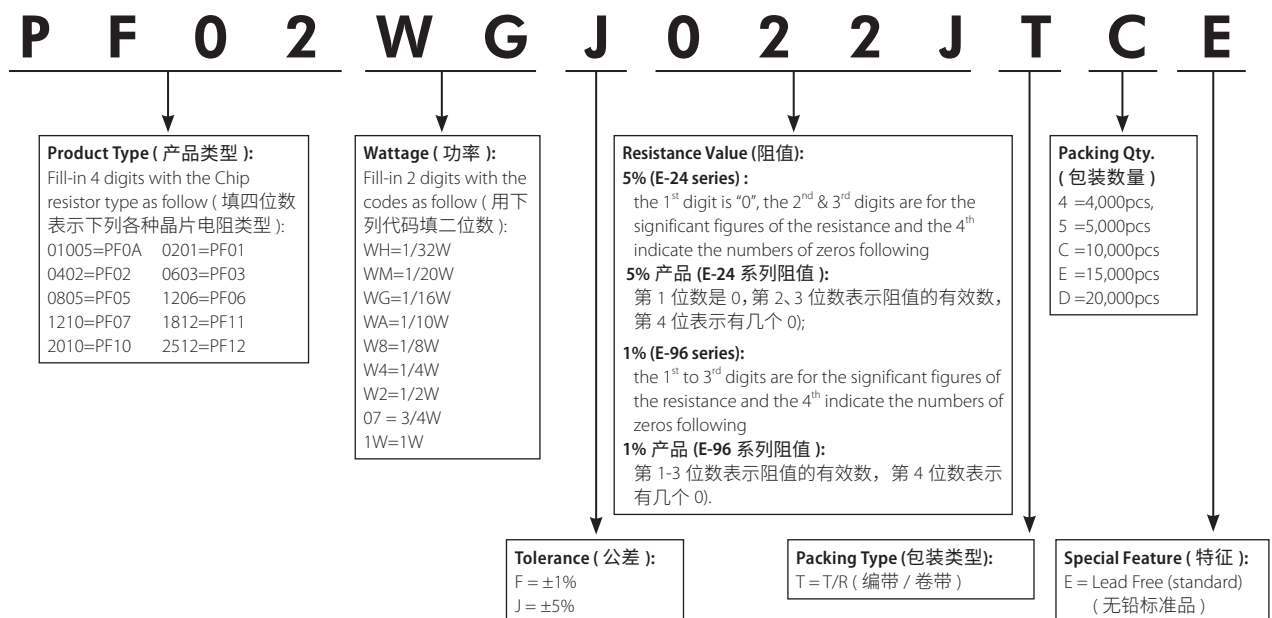 P F 0 2 W G J 0 2 2 J T C E
Product Type ( 产品类型 ):
Fill-in 4 digits with the Chip
resistor type as follow ( 填四位数
表示下列各种晶片电阻类型 ):
01005=PF0A 0201=PF01
0402=PF02 0603=PF03
0805=PF05 1206=PF06
1210=PF07 1812=PF11
2010=PF10 2512=PF12
Wattage ( 功率 ):
Fill-in 2 digits with the
codes as follow ( 用下
列代码填二位数 ):
WH=1/32W
WM=1/20W
WG=1/16W
WA=1/10W
W8=1/8W
W4=1/4W
W2=1/2W
07 = 3/4W
1W=1W
Resistance Value (阻值):
5% (E-24 series) :
the 1st digit is “0”, the 2nd & 3rd digits are for the
significant figures of the resistance and the 4th
indicate the numbers of zeros following
5% 产品 (E-24 系列阻值 ):
第 1 位数是 0,第 2、3 位数表示阻值的有效数,
第 4 位表示有几个 0);
1% (E-96 series):
the 1st to 3rd digits are for the significant figures of
the resistance and the 4th indicate the numbers of
zeros following
1% 产品 (E-96 系列阻值 ):
第 1-3 位数表示阻值的有效数，第 4 位数表示
有几个 0).
Packing Qty.
( 包装数量 )
4 =4,000pcs,
5 =5,000pcs
C =10,000pcs
E =15,000pcs
D =20,000pcs
Tolerance ( 公差 ):
F = ±1%
J = ±5%
Packing Type (包装类型):
T = T/R ( 编带 / 卷带 )
Special Feature ( 特征 ):
E = Lead Free (standard)
( 无铅标准品 )